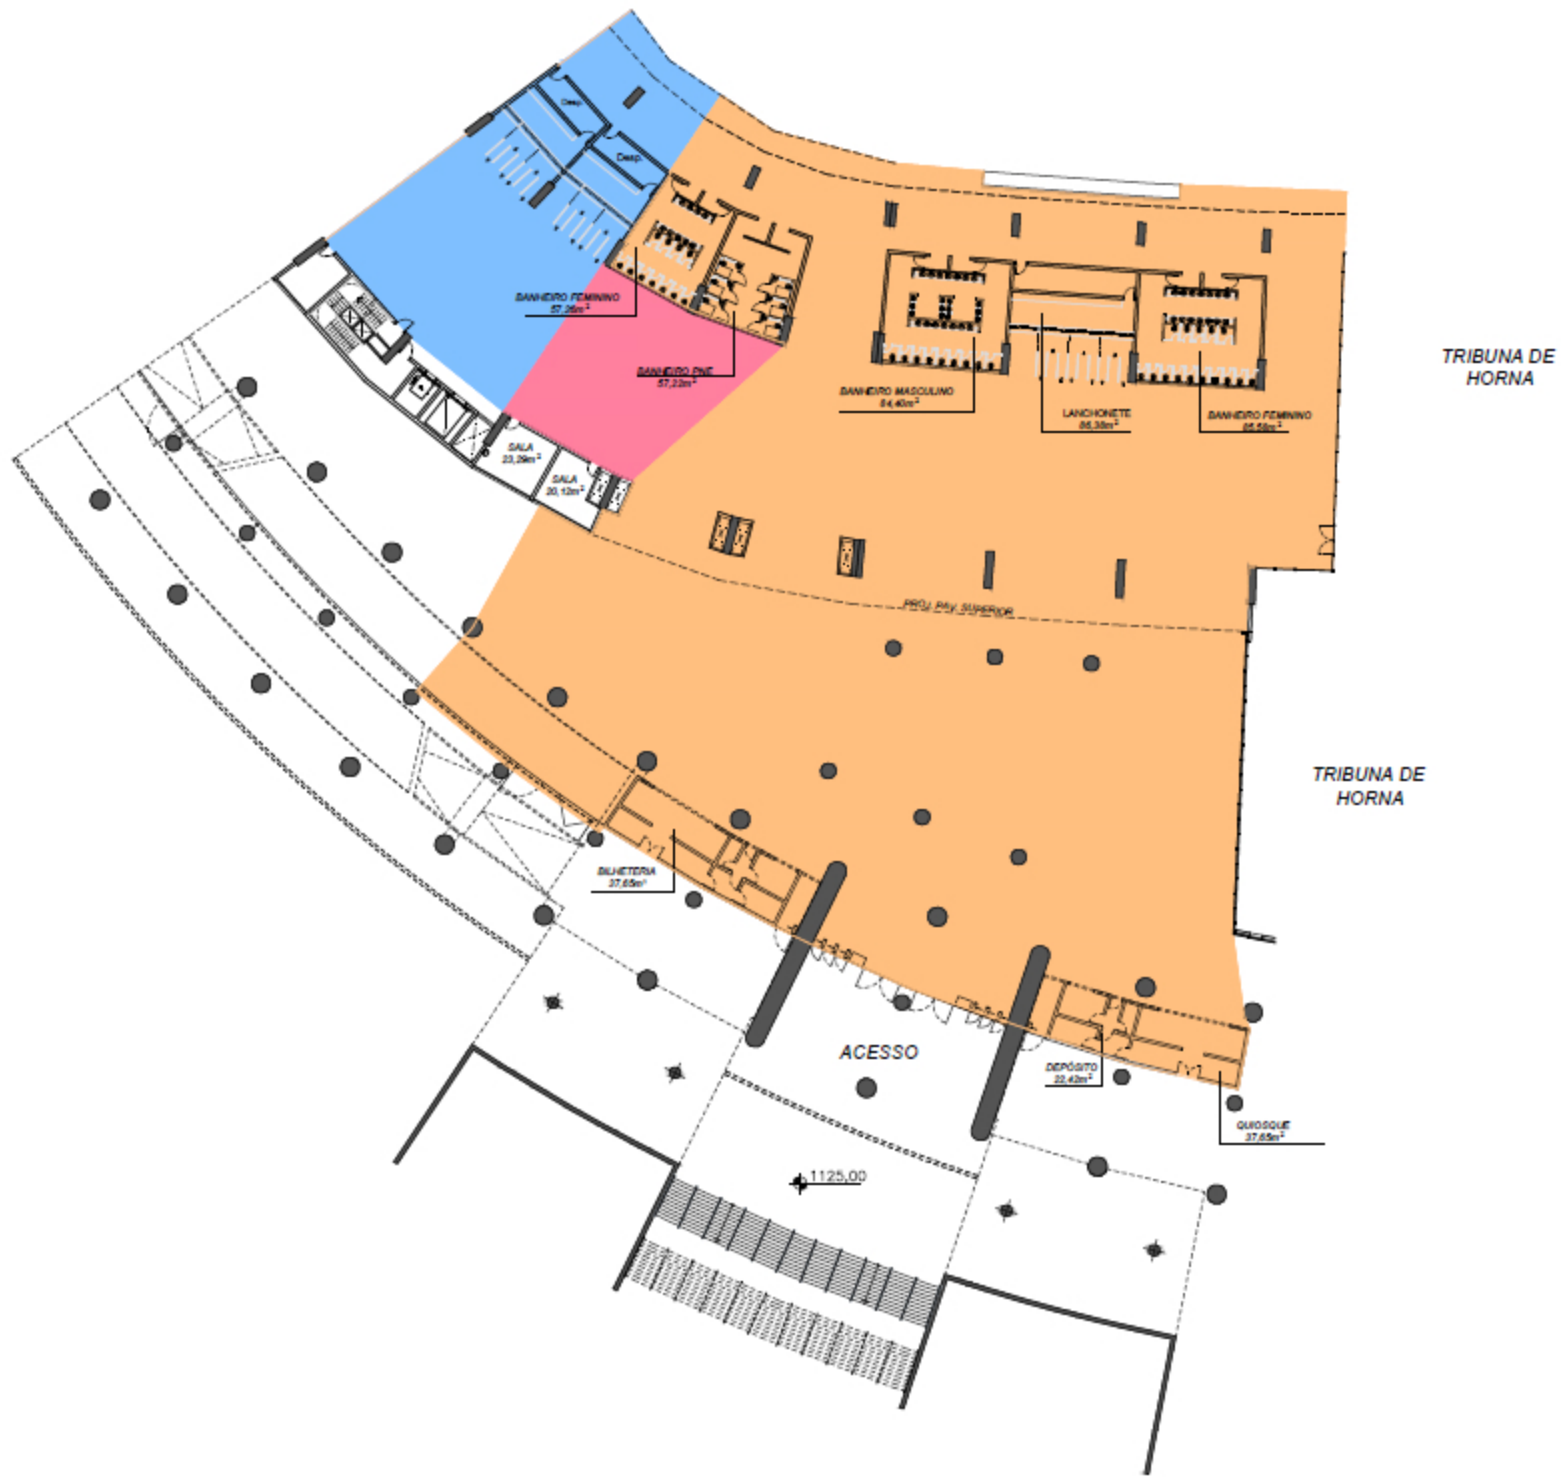 Desp.
Desp.
BANHEIRO FEMININO
57,26m²
BANHEIRO PNE
57,22m²
BANHEIRO MASCULINO
84,40m²
LANCHONETE
86,38m²
BANHEIRO FEMININO
85,58m²
TRIBUNA DE
HORNA
SALA
23,29m²
SALA
20,12m²
PROJ. PAV. SUPERIOR
TRIBUNA DE
HORNA
BILHETERIA
37,65m²
ACESSO
DEPÓSITO
22,42m²
QUIOSQUE
37,65m²
1125,00